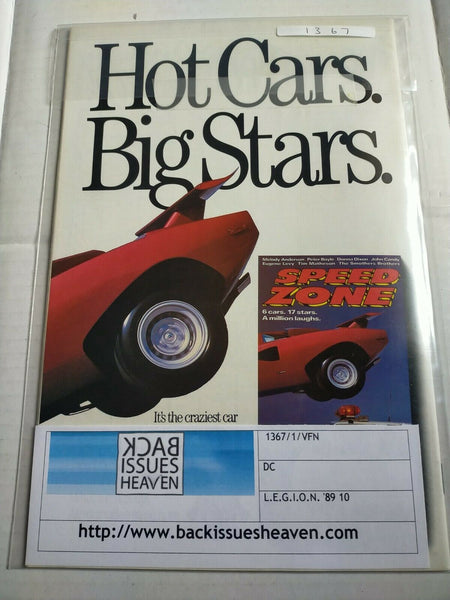 1367
Hot Cars.
Big Stars.
Melody Anderson Peter Boyle Donna Dixon John Candy
Eugene Levy Tim Matheson The Smothers Brothers
SPEED
ZONE
6 cars. 17 stars.
A million laughs.
It's the craziest car
BACK
ISSUES
HEAVEN
1367/1/VFN
DC
L.E.G.I.O.N. '89 10
http://www.backissuesheaven.com